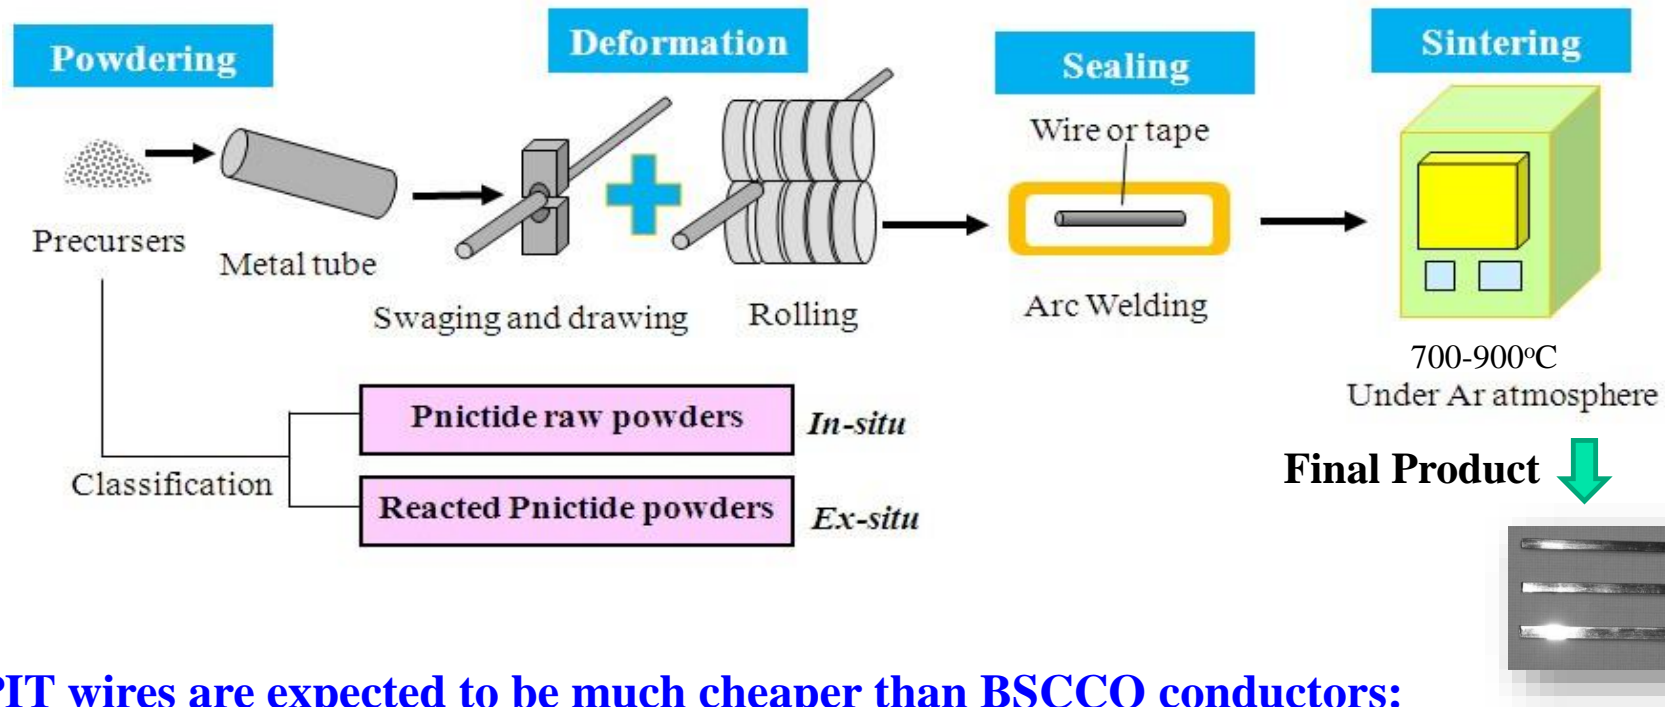 Powdering
Deformation
Sealing
Sintering
Precursers
Metal tube
Swaging and drawing
Rolling
Wire or tape
Arc Welding
700-900°C
Under Ar atmosphere
Classification
Pnictide raw powders
In-situ
Reacted Pnictide powders
Ex-situ
Final Product
PIT wires are expected to be much cheaper than BSCCO conductors: